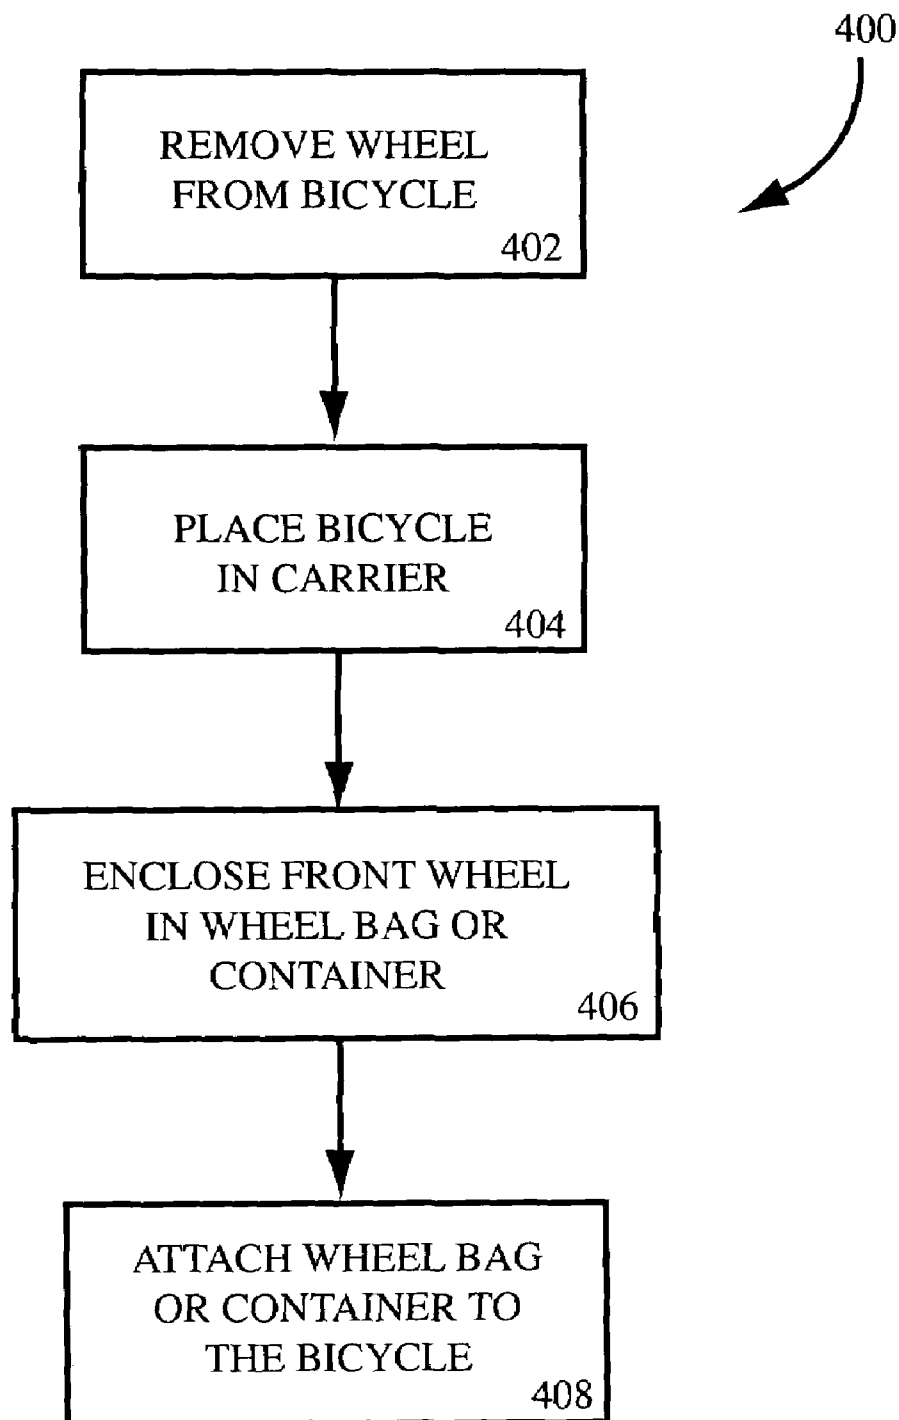 400
REMOVE WHEEL
FROM BICYCLE
402
PLACE BICYCLE
IN CARRIER
404
ENCLOSE FRONT WHEEL
IN WHEEL BAG OR
CONTAINER
406
ATTACH WHEEL BAG
OR CONTAINER TO
THE BICYCLE
408